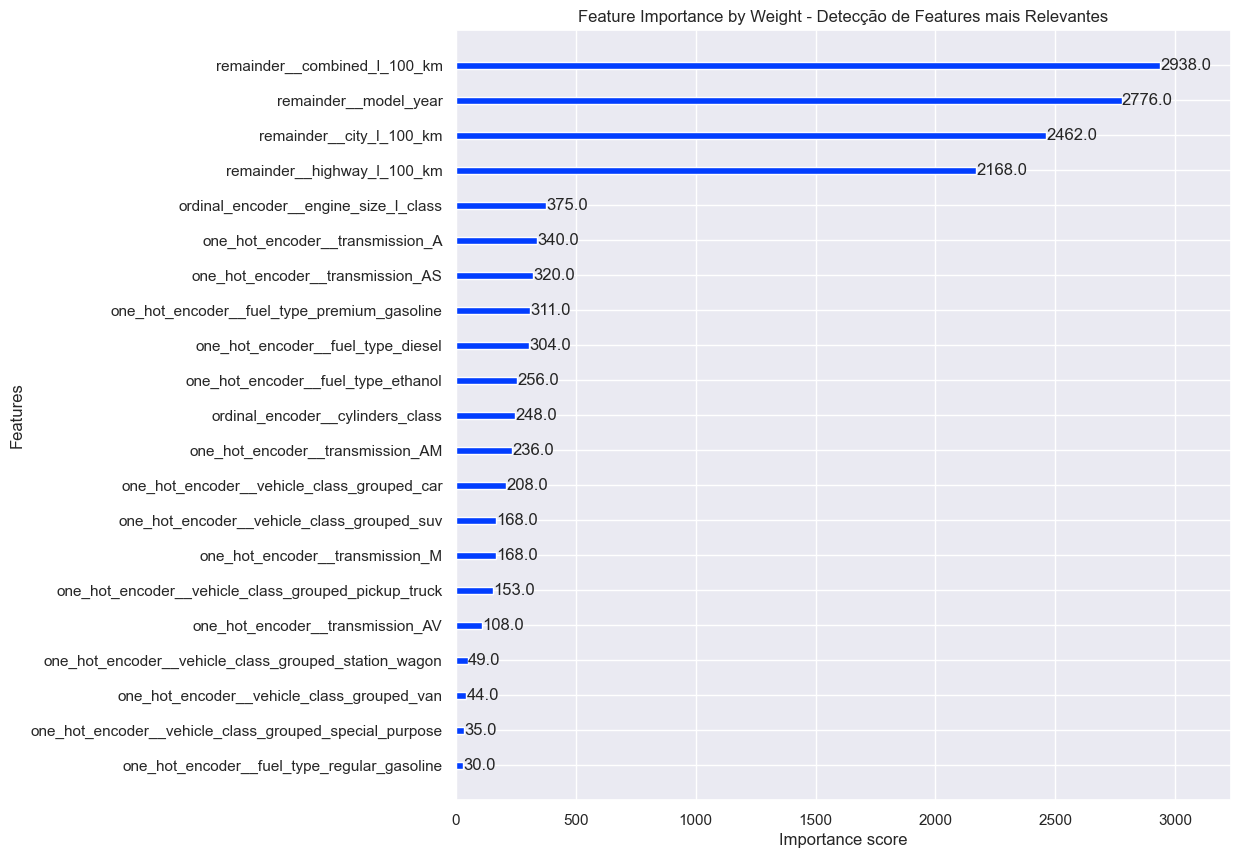 Feature Importance by Weight - Detecção de Features mais Relevantes
Features
remainder__combined_l_100_km 2938.0
remainder__model_year 2776.0
remainder__city_l_100_km 2462.0
remainder__highway_l_100_km 2168.0
ordinal_encoder__engine_size_l_class 375.0
one_hot_encoder__transmission_A 340.0
one_hot_encoder__transmission_AS 320.0
one_hot_encoder__fuel_type_premium_gasoline 311.0
one_hot_encoder__fuel_type_diesel 304.0
one_hot_encoder__fuel_type_ethanol 256.0
ordinal_encoder__cylinders_class 248.0
one_hot_encoder__transmission_AM 236.0
one_hot_encoder__vehicle_class_grouped_car 208.0
one_hot_encoder__vehicle_class_grouped_suv 168.0
one_hot_encoder__transmission_M 168.0
one_hot_encoder__vehicle_class_grouped_pickup_truck 153.0
one_hot_encoder__transmission_AV 108.0
one_hot_encoder__vehicle_class_grouped_station_wagon 49.0
one_hot_encoder__vehicle_class_grouped_van 44.0
one_hot_encoder__vehicle_class_grouped_special_purpose 35.0
one_hot_encoder__fuel_type_regular_gasoline 30.0
0 500 1000 1500 2000 2500 3000
Importance score